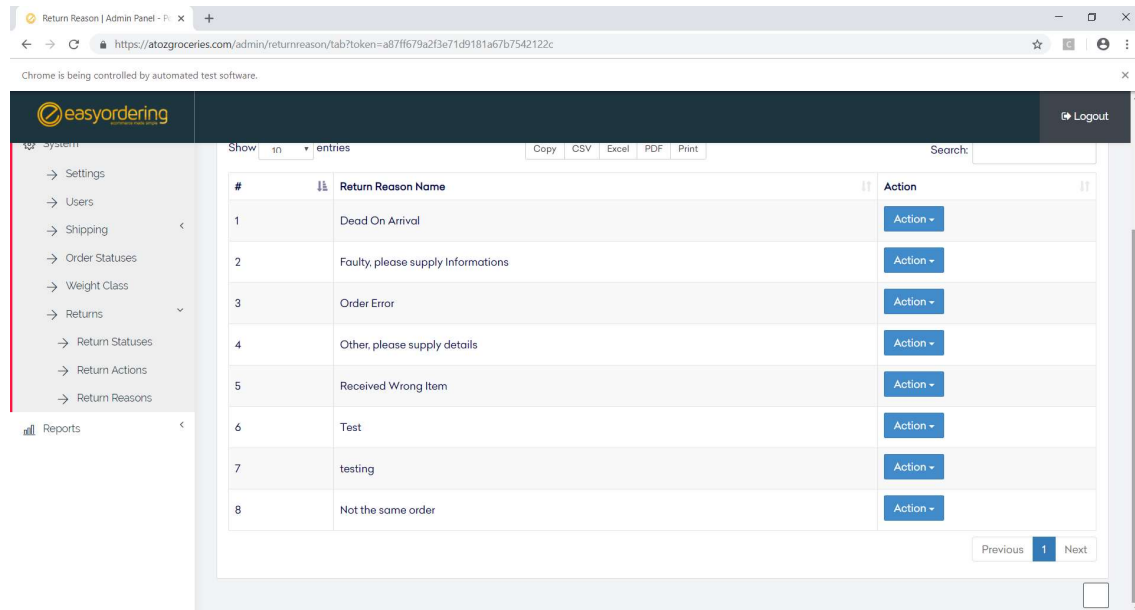 Return Reason | Admin Panel - P
https://atozgroceries.com/admin/returnreason/tab?token=a87ff679a2f3e71d9181a67b7542122c
Chrome is being controlled by automated test software.
easyordering
Logout
System
Settings
Users
Shipping
Order Statuses
Weight Class
Returns
Return Statuses
Return Actions
Return Reasons
Reports
Show 10 entries Copy CSV Excel PDF Print Search:
# Return Reason Name Action
1 Dead On Arrival Action
2 Faulty, please supply Informations Action
3 Order Error Action
4 Other, please supply details Action
5 Received Wrong Item Action
6 Test Action
7 testing Action
8 Not the same order Action
Previous 1 Next